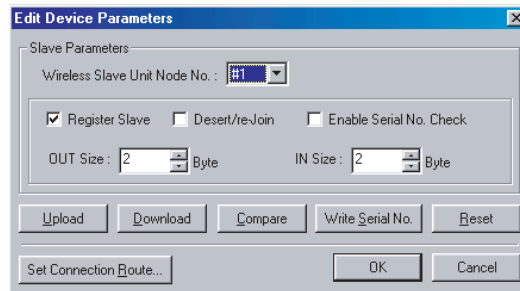 Edit Device Parameters
Slave Parameters
Wireless Slave Unit Node No. : #1
Register Slave Desert/re-Join Enable Serial No. Check
OUT Size : 2 Byte IN Size : 2 Byte
Upload Download Compare Write Serial No. Reset
Set Connection Route... OK Cancel